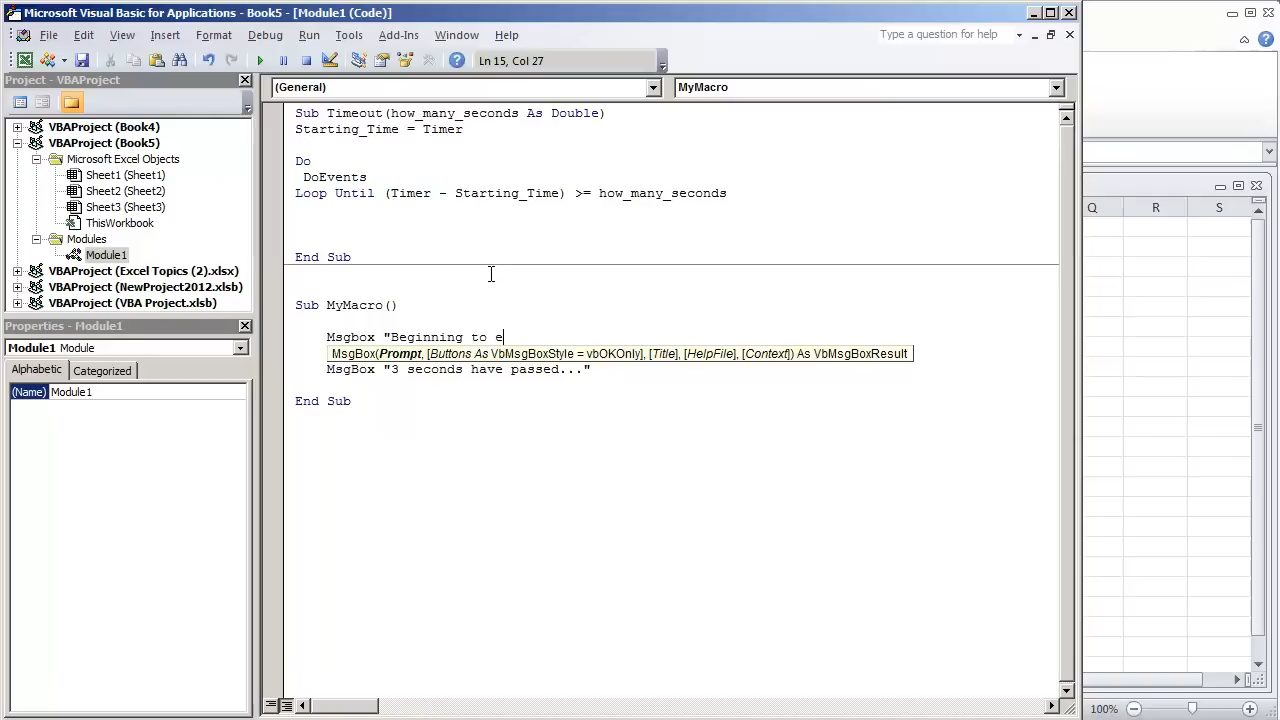 Microsoft Visual Basic for Applications - Book5 - [Module1 (Code)]
File Edit View Insert Format Debug Run Tools Add-Ins Window Help
Type a question for help
Ln 15, Col 27
Project - VBAProject
(General)
MyMacro
VBAProject (Book4)
VBAProject (Book5)
Microsoft Excel Objects
Sheet1 (Sheet1)
Sheet2 (Sheet2)
Sheet3 (Sheet3)
ThisWorkbook
Modules
Module1
VBAProject (Excel Topics (2).xlsx)
VBAProject (NewProject2012.xlsb)
VBAProject (VBA Project.xlsb)
Properties - Module1
Module1 Module
Alphabetic Categorized
(Name) Module1
Sub Timeout(how_many_seconds As Double)
Starting_Time = Timer
Do
DoEvents
Loop Until (Timer - Starting_Time) >= how_many_seconds
End Sub
Sub MyMacro()
Msgbox "Beginning to e
MsgBox(Prompt, [Buttons As VbMsgBoxStyle = vbOKOnly], [Title], [HelpFile], [Context]) As VbMsgBoxResult
MsgBox "3 seconds have passed..."
End Sub
Q R S
100%